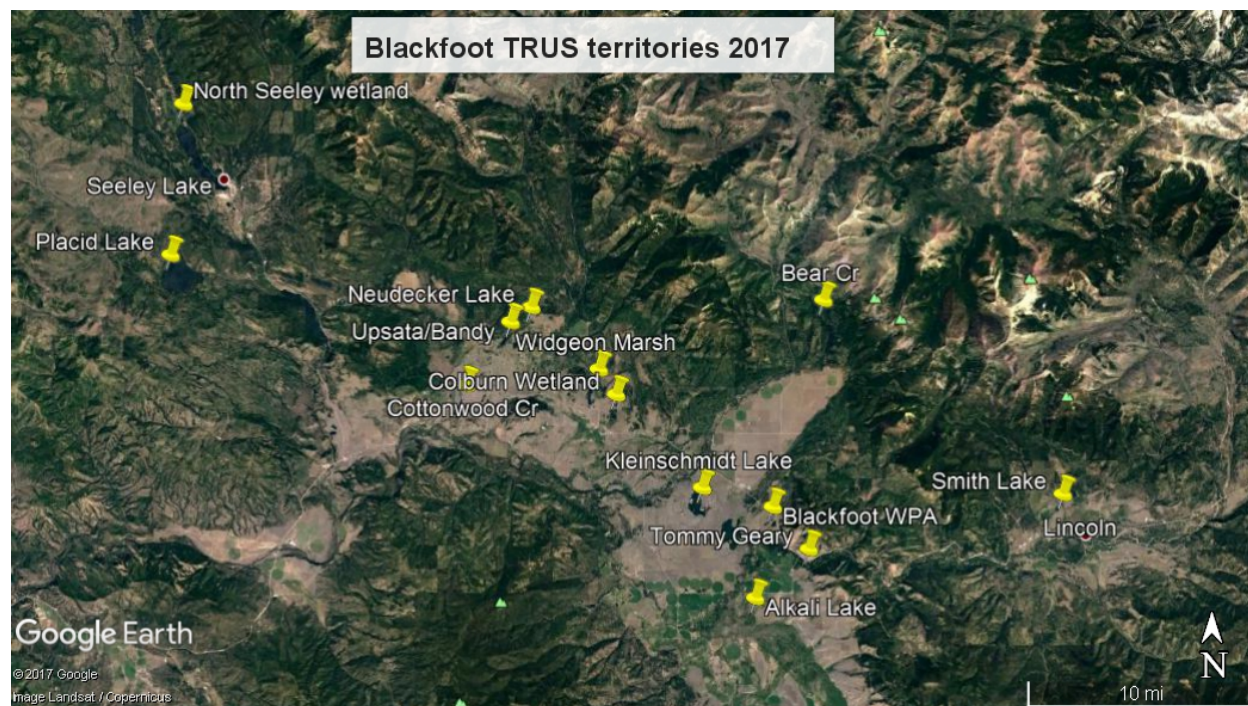 Blackfoot TRUS territories 2017
North Seeley wetland
Seeley Lake
Placid Lake
Bear Cr
Neudecker Lake
Upsata/Bandy
Widgeon Marsh
Colburn Wetland
Cottonwood Cr
Kleinschmidt Lake
Smith Lake
Blackfoot WPA
Lincoln
Tommy Geary
Alkali Lake
Google Earth
©2017 Google
Image Landsat / Copernicus
N
10 mi